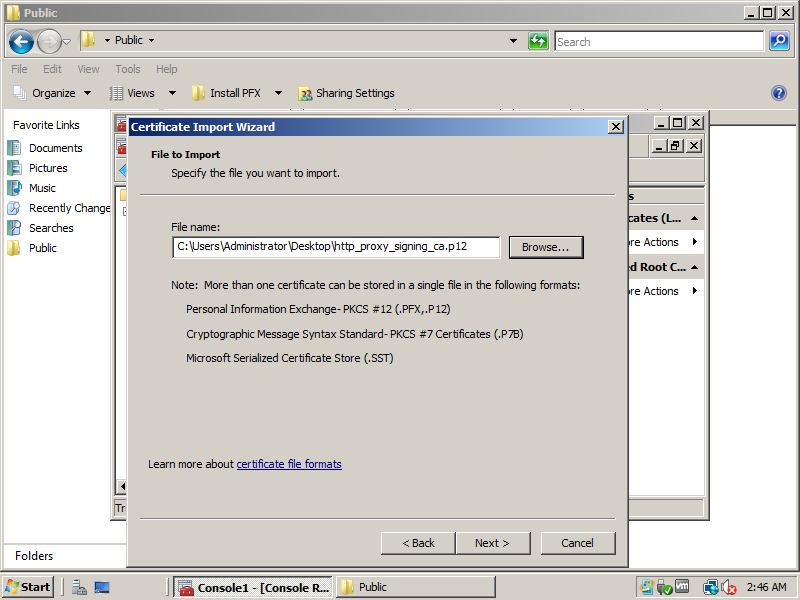 Public
Public
Search
File Edit View Tools Help
Organize Views Install PFX Sharing Settings
Favorite Links
Documents
Pictures
Music
Recently Change
Searches
Public
Folders
Certificate Import Wizard
File to Import
Specify the file you want to import.
File name:
C:\Users\Administrator\Desktop\http_proxy_signing_ca.p12
Browse...
Note: More than one certificate can be stored in a single file in the following formats:
Personal Information Exchange- PKCS #12 (.PFX,.P12)
Cryptographic Message Syntax Standard- PKCS #7 Certificates (.P7B)
Microsoft Serialized Certificate Store (.SST)
Learn more about certificate file formats
< Back Next > Cancel
s
cates (L...
re Actions
d Root C...
re Actions
Tr
Start Console1 - [Console R... Public 2:46 AM